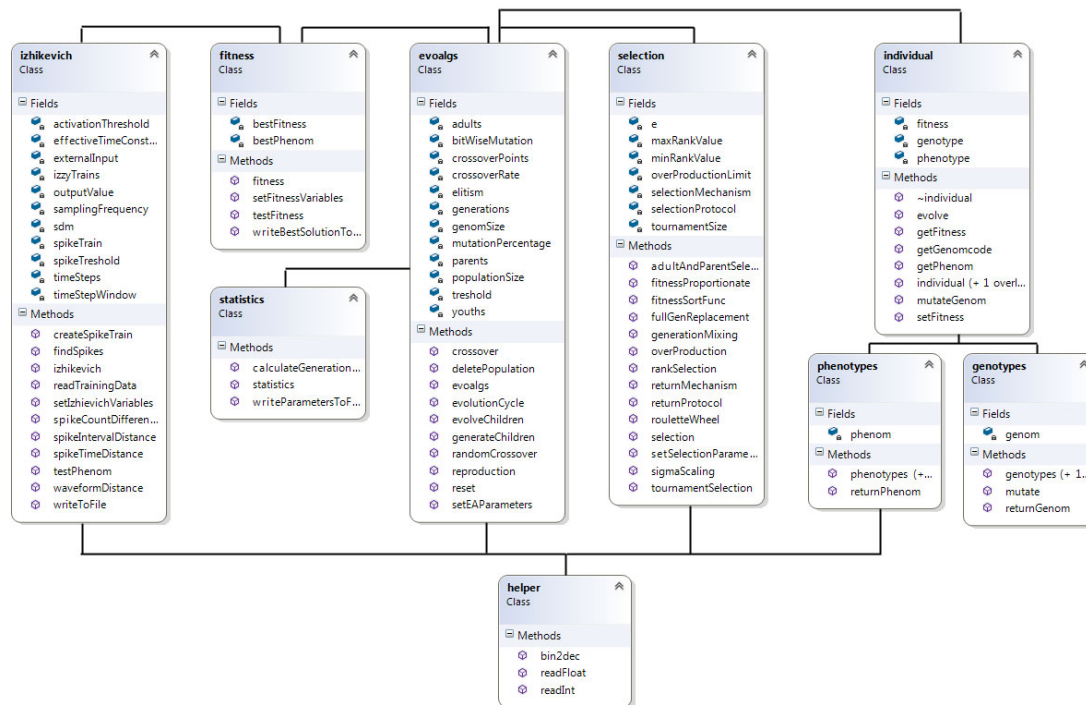 izhikevich
Class
Fields
activationThreshold
effectiveTimeConst...
externalInput
izzyTrains
outputValue
samplingFrequency
sdm
spikeTrain
spikeTreshold
timeSteps
timeStepWindow
Methods
createSpikeTrain
findSpikes
izhikevich
readTrainingData
setIzhievichVariables
spikeCountDifferen...
spikeIntervalDistance
spikeTimeDistance
testPhenom
waveformDistance
writeToFile
fitness
Class
Fields
bestFitness
bestPhenom
Methods
fitness
setFitnessVariables
testFitness
writeBestSolutionTo...
statistics
Class
Methods
calculateGeneration...
statistics
writeParametersToF...
evoalgs
Class
Fields
adults
bitWiseMutation
crossoverPoints
crossoverRate
elitism
generations
genomSize
mutationPercentage
parents
populationSize
treshold
youths
Methods
crossover
deletePopulation
evoalgs
evolutionCycle
evolveChildren
generateChildren
randomCrossover
reproduction
reset
setEAParameters
selection
Class
Fields
e
maxRankValue
minRankValue
overProductionLimit
selectionMechanism
selectionProtocol
tournamentSize
Methods
adultAndParentSele...
fitnessProportionate
fitnessSortFunc
fullGenReplacement
generationMixing
overProduction
rankSelection
returnMechanism
returnProtocol
rouletteWheel
selection
setSelectionParame...
sigmaScaling
tournamentSelection
individual
Class
Fields
fitness
genotype
phenotype
Methods
~individual
evolve
getFitness
getGenomcode
getPhenom
individual (+ 1 overl...
mutateGenom
setFitness
phenotypes
Class
Fields
phenom
Methods
phenotypes (+...
returnPhenom
genotypes
Class
Fields
genom
Methods
genotypes (+ 1...
mutate
returnGenom
helper
Class
Methods
bin2dec
readFloat
readInt